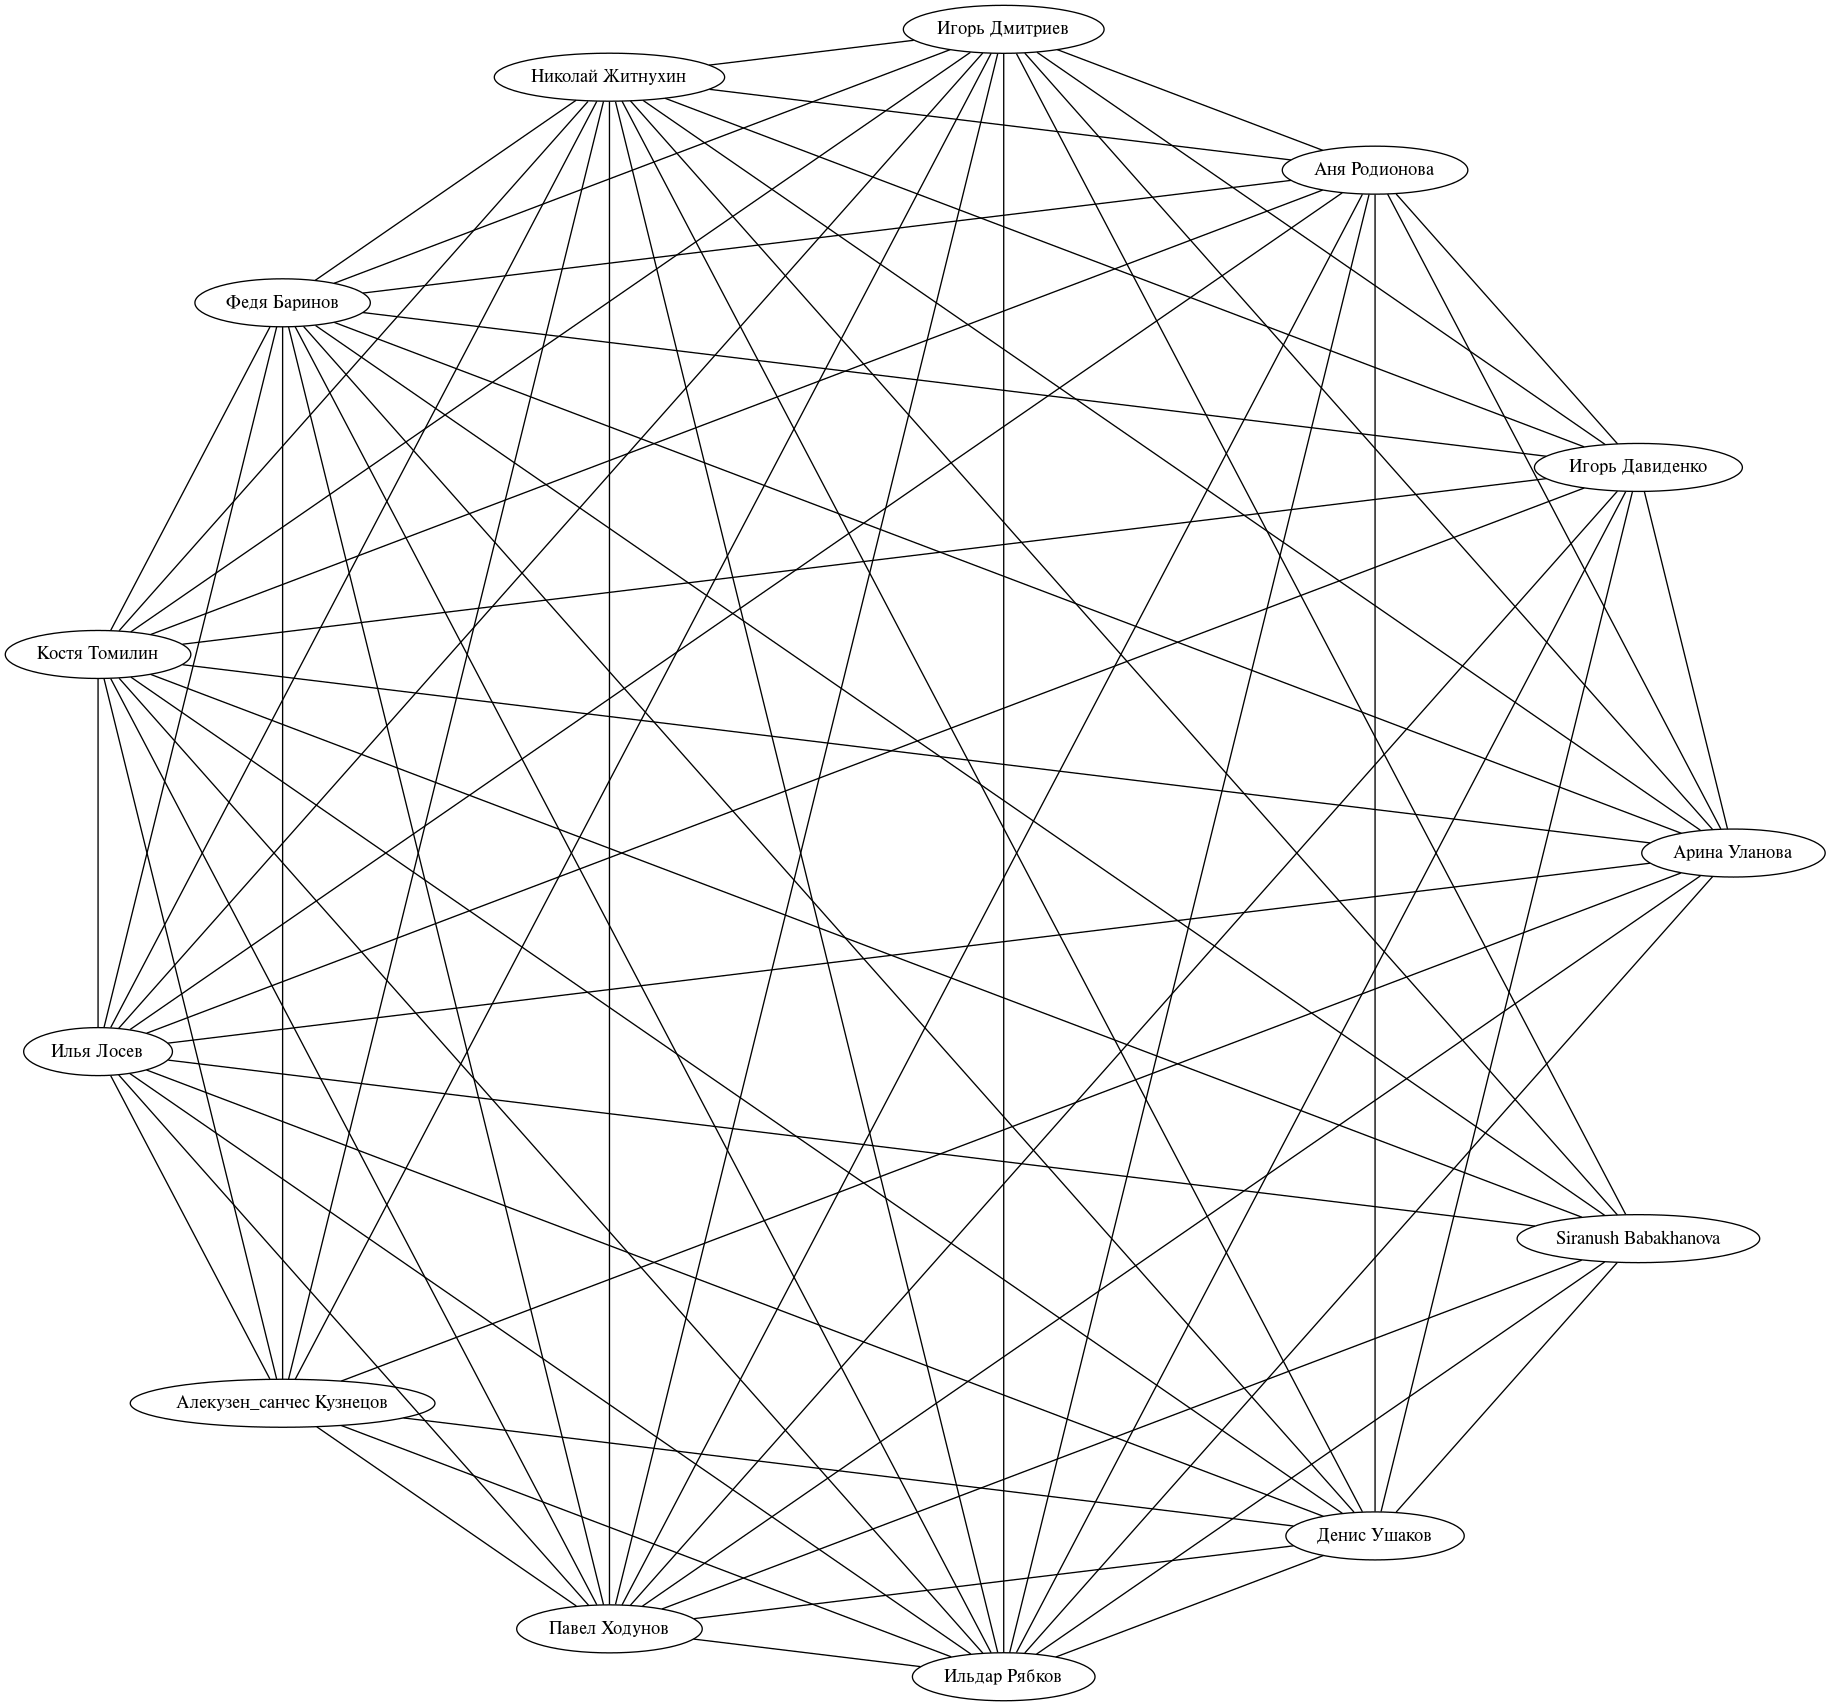 Игорь Дмитриев
Николай Житнухин
Аня Родионова
Федя Баринов
Игорь Давиденко
Костя Томилин
Арина Уланова
Илья Лосев
Siranush Babakhanova
Алекузен_санчес Кузнецов
Денис Ушаков
Павел Ходунов
Ильдар Рябков